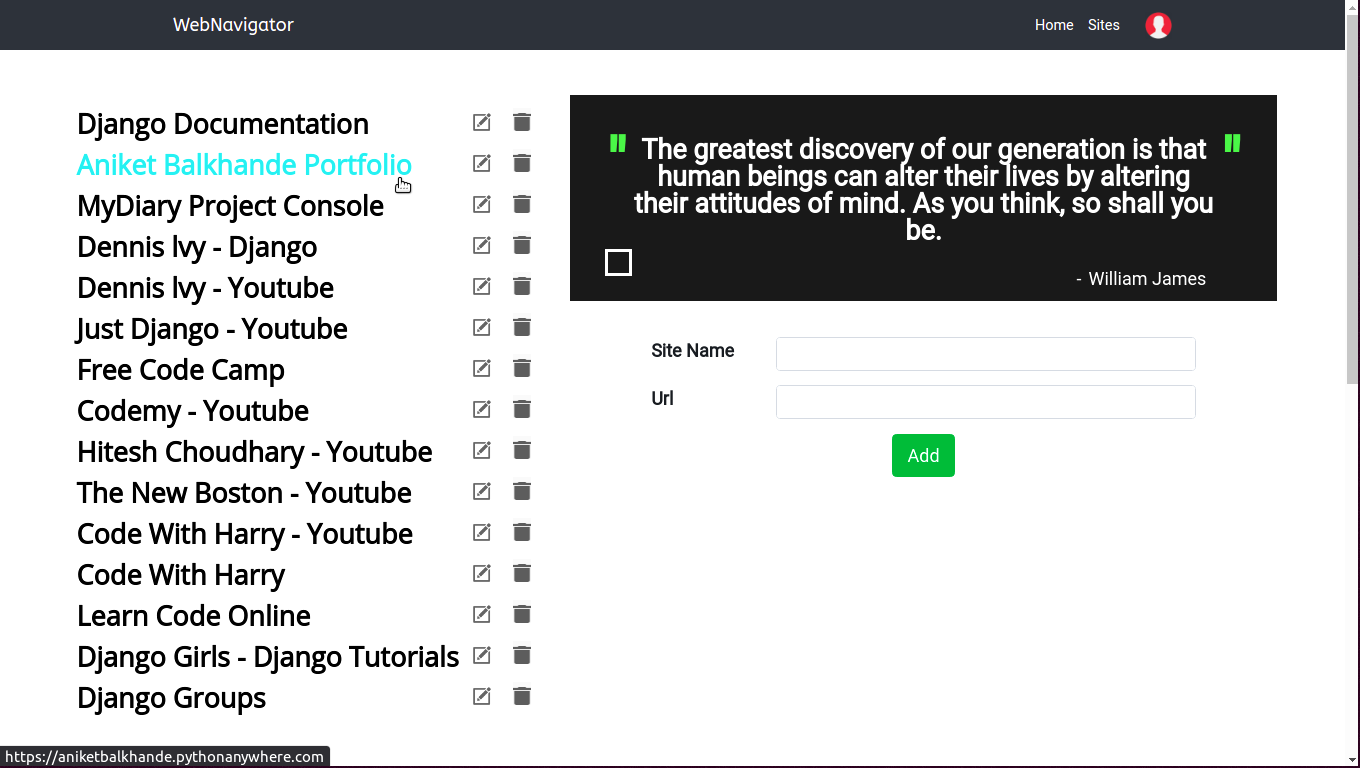 WebNavigator
Home Sites
Django Documentation
Aniket Balkhande Portfolio
MyDiary Project Console
Dennis lvy - Django
Dennis lvy - Youtube
Just Django - Youtube
Free Code Camp
Codemy - Youtube
Hitesh Choudhary - Youtube
The New Boston - Youtube
Code With Harry - Youtube
Code With Harry
Learn Code Online
Django Girls - Django Tutorials
Django Groups
" The greatest discovery of our generation is that "
human beings can alter their lives by altering
their attitudes of mind. As you think, so shall you
be.
- William James
Site Name
Url
Add
https://aniketbalkhande.pythonanywhere.com